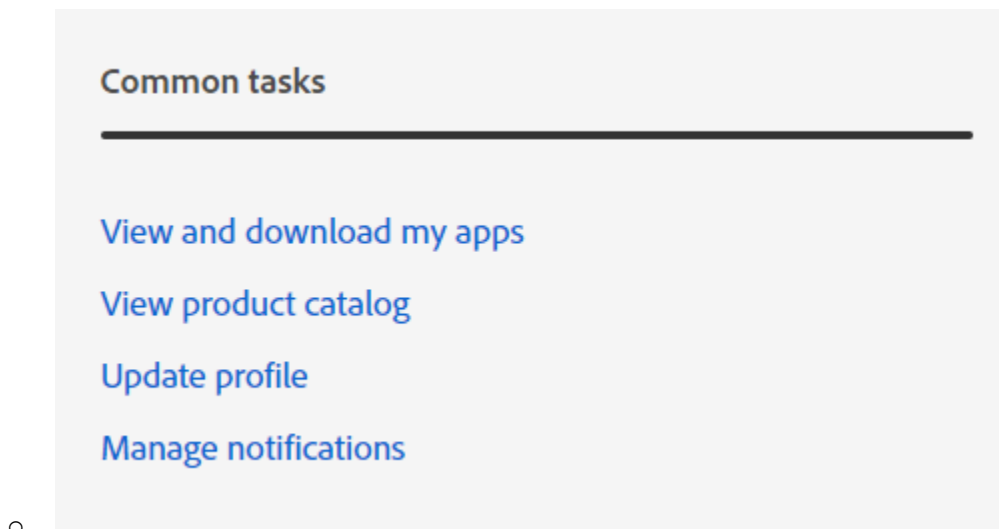 Common tasks
View and download my apps
View product catalog
Update profile
Manage notifications